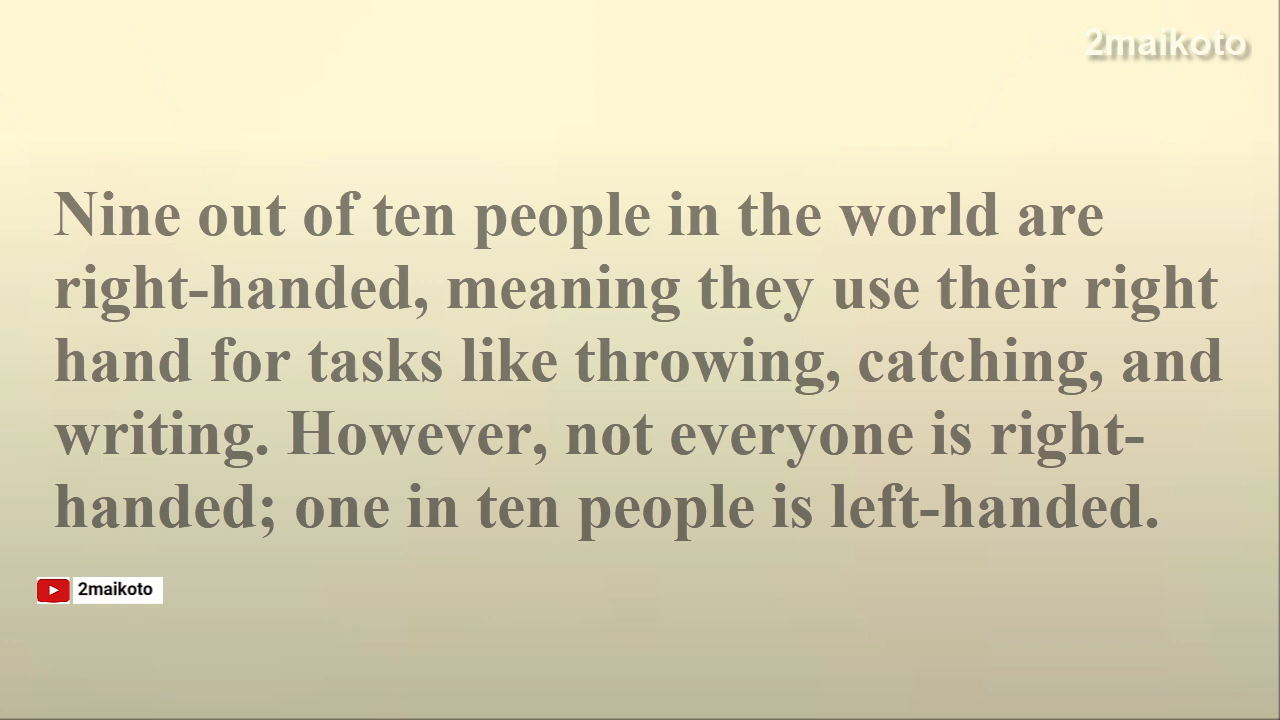 2maikoto
Nine out of ten people in the world are
right-handed, meaning they use their right
hand for tasks like throwing, catching, and
writing. However, not everyone is right-
handed; one in ten people is left-handed.
2maikoto